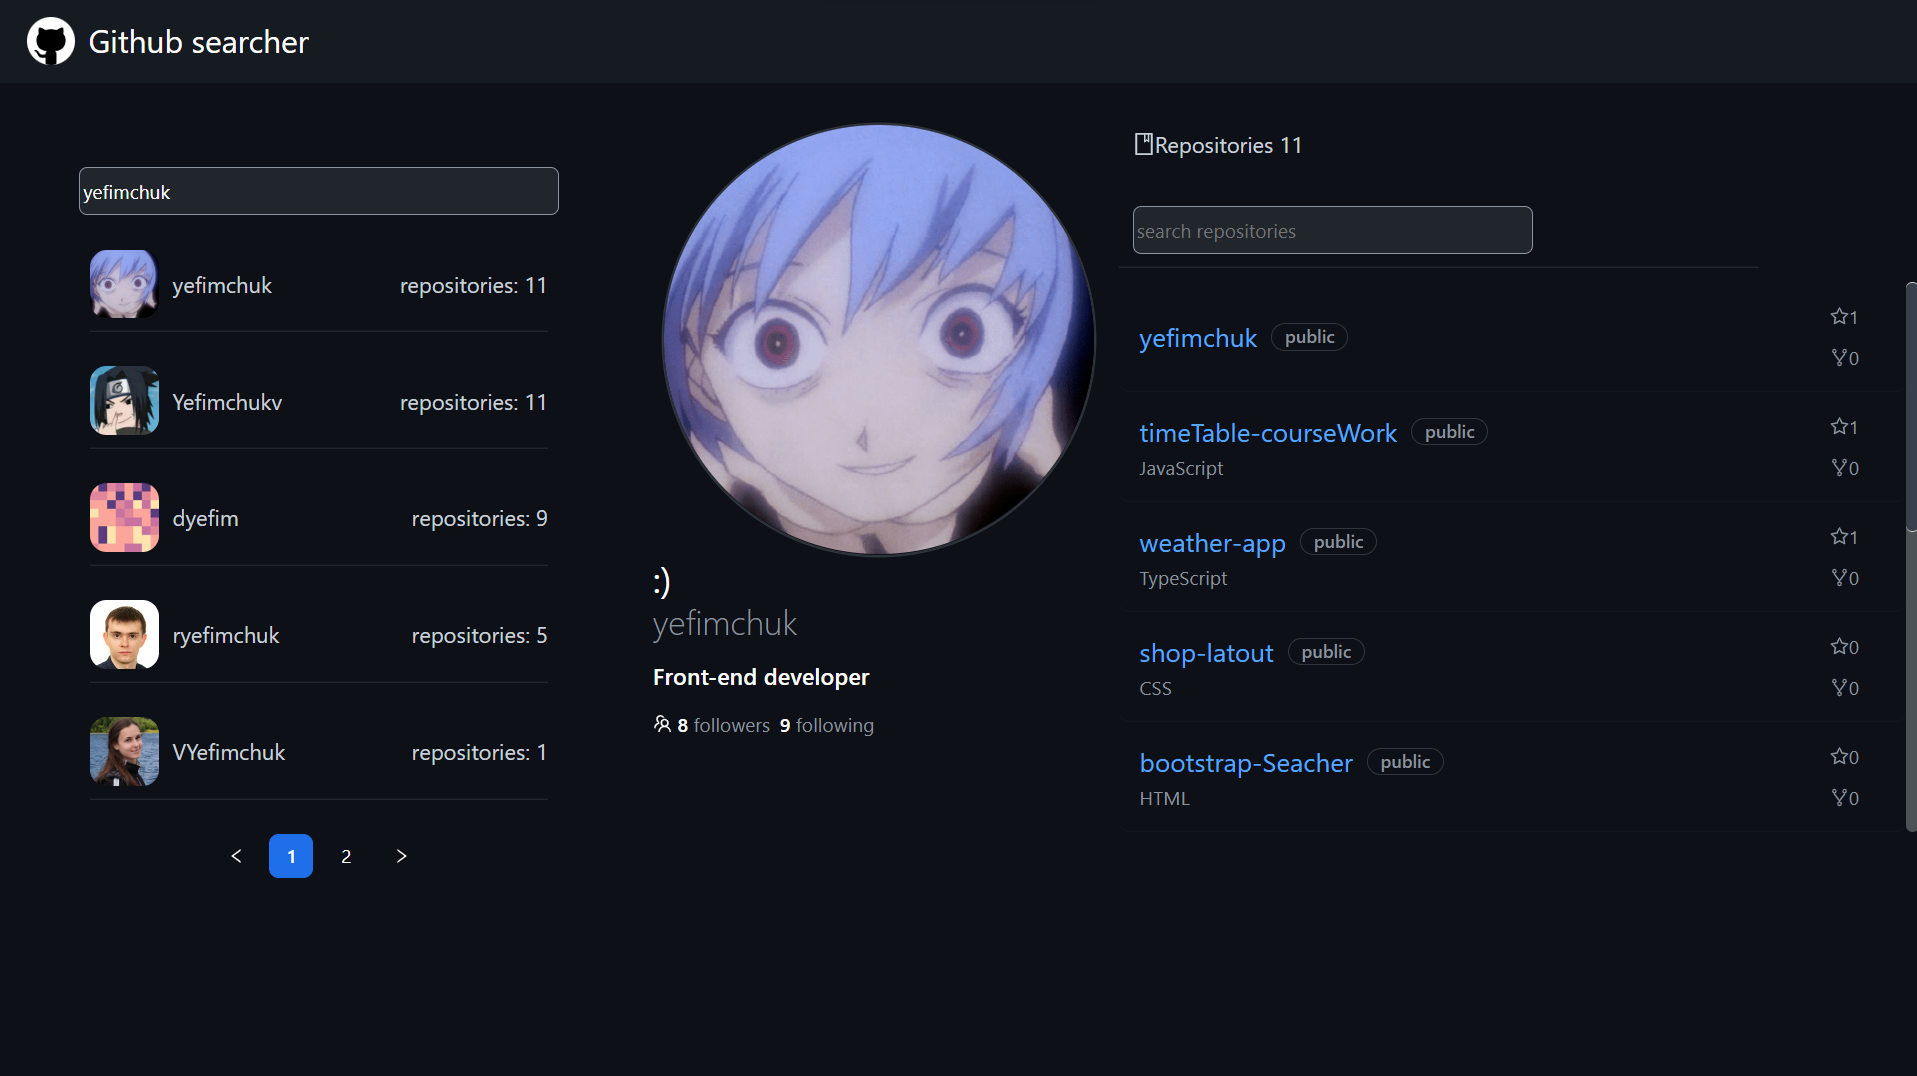 Github searcher
yefimchuk
yefimchuk repositories: 11
Yefimchukv repositories: 11
dyefim repositories: 9
ryefimchuk repositories: 5
VYefimchuk repositories: 1
1 2
:)
yefimchuk
Front-end developer
8 followers 9 following
Repositories 11
search repositories
yefimchuk public
1
0
timeTable-courseWork public
JavaScript
1
0
weather-app public
TypeScript
1
0
shop-latout public
CSS
0
0
bootstrap-Seacher public
HTML
0
0